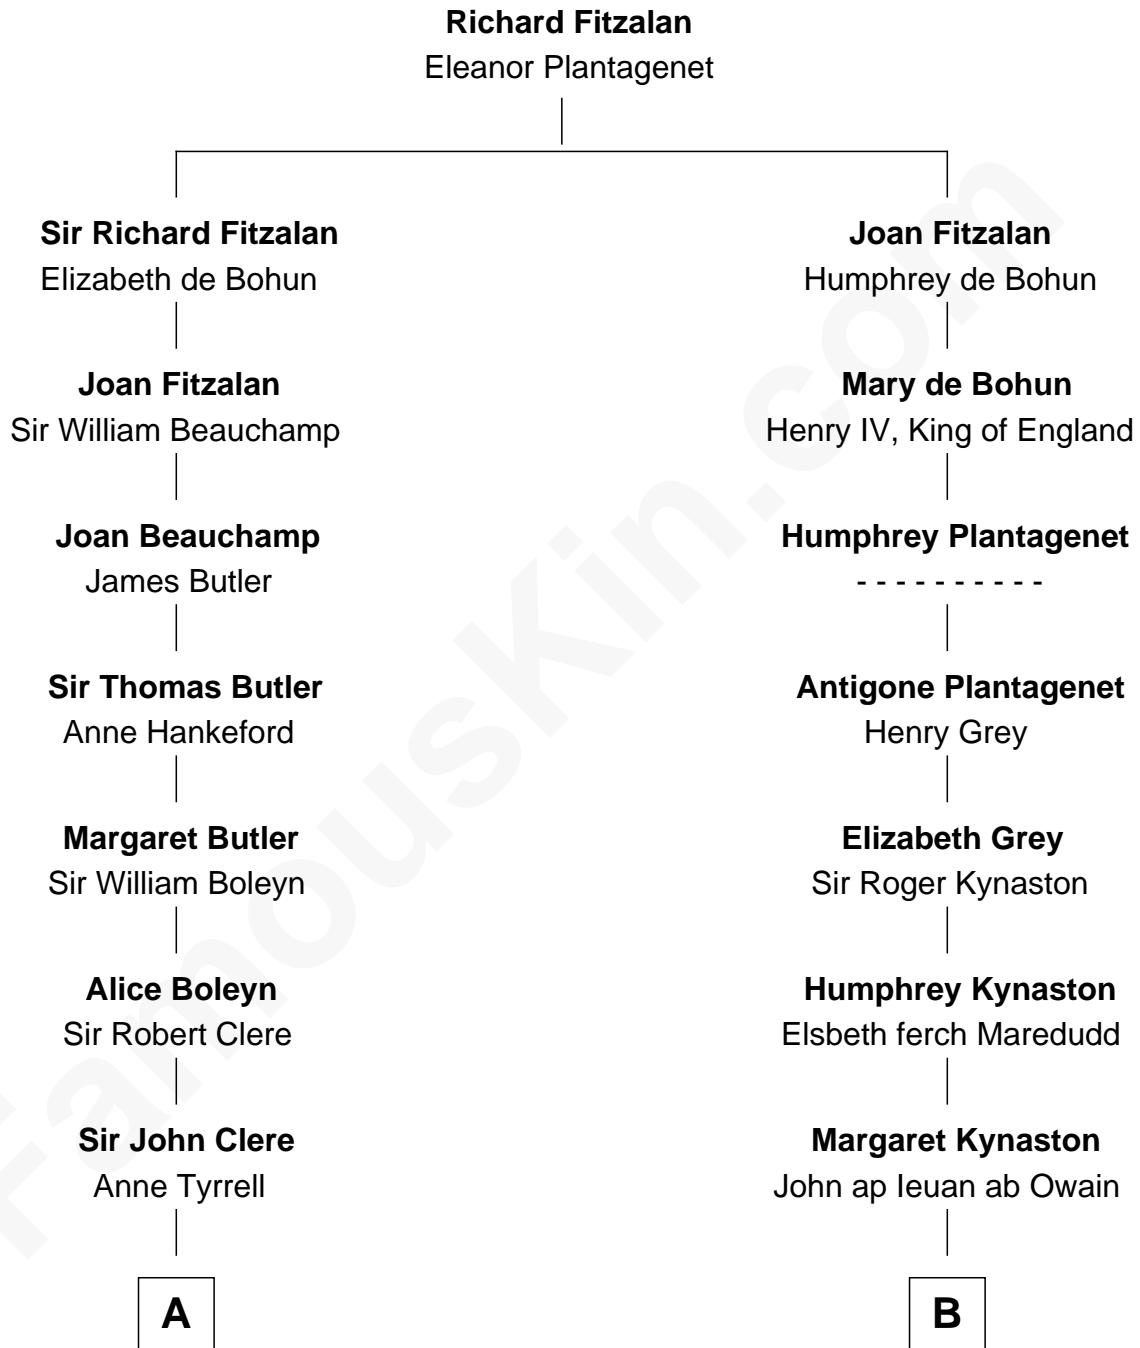 Richard Fitzalan
Eleanor Plantagenet
Sir Richard Fitzalan
Elizabeth de Bohun
Joan Fitzalan
Sir William Beauchamp
Joan Beauchamp
James Butler
Sir Thomas Butler
Anne Hankeford
Margaret Butler
Sir William Boleyn
Alice Boleyn
Sir Robert Clere
Sir John Clere
Anne Tyrrell
A
Joan Fitzalan
Humphrey de Bohun
Mary de Bohun
Henry IV, King of England
Humphrey Plantagenet
- - - - - - - - - -
Antigone Plantagenet
Henry Grey
Elizabeth Grey
Sir Roger Kynaston
Humphrey Kynaston
Elsbeth ferch Maredudd
Margaret Kynaston
John ap Ieuan ab Owain
B
FamousKin.com